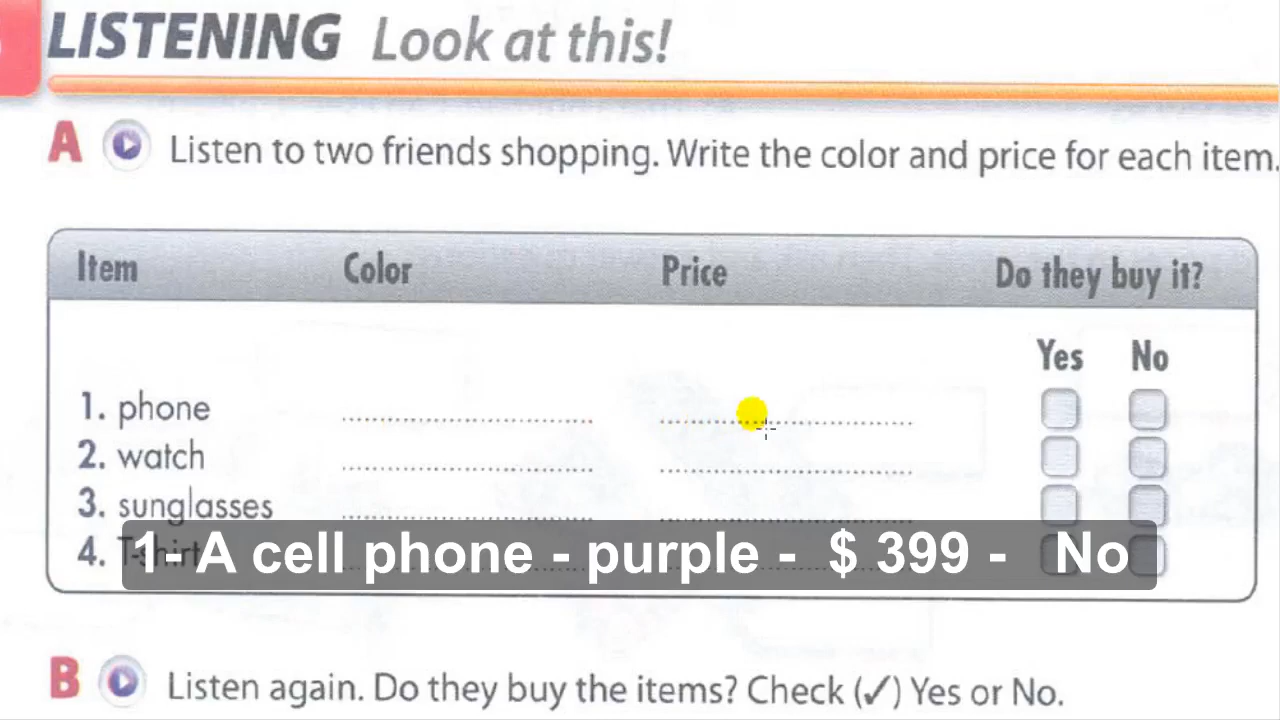 LISTENING Look at this!
A Listen to two friends shopping. Write the color and price for each item.
Item Color Price Do they buy it?
Yes No
1. phone
2. watch
3. sunglasses
4. T-shirt
1- A cell phone - purple - $ 399 - No
B Listen again. Do they buy the items? Check (✓) Yes or No.